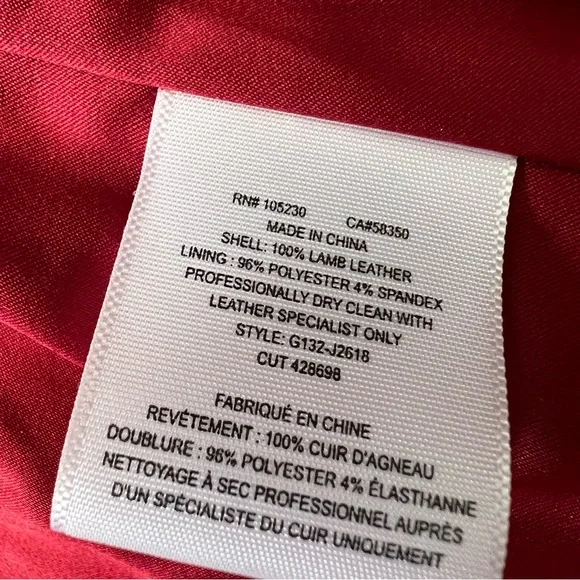 RN# 105230 CA#58350
MADE IN CHINA
SHELL: 100% LAMB LEATHER
LINING : 96% POLYESTER 4% SPANDEX
PROFESSIONALLY DRY CLEAN WITH
LEATHER SPECIALIST ONLY
STYLE: G132-J2618
CUT 428698
FABRIQUÉ EN CHINE
REVÉTEMENT : 100% CUIR D'AGNEAU
DOUBLURE : 96% POLYESTER 4% ÉLASTHANNE
NETTOYAGE À SEC PROFESSIONNEL AUPRÈS
D'UN SPÉCIALISTE DU CUIR UNIQUEMENT